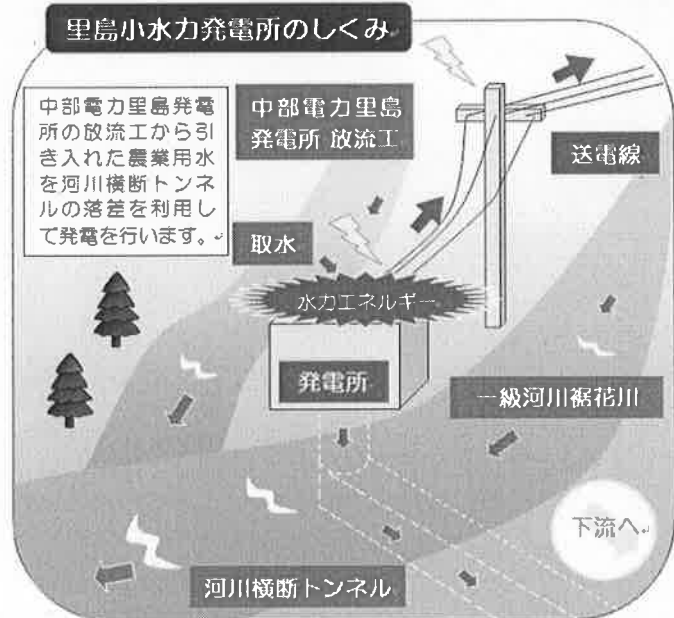 里島小水力発電所のしくみ
中部電力里島発電
所の放流工から引
き入れた農業用水
を河川横断トンネ
ルの落差を利用し
て発電を行います。
中部電力里島
発電所 放流工
送電線
取水
水力エネルギー
発電所
一級河川裾花川
下流へ
河川横断トンネル